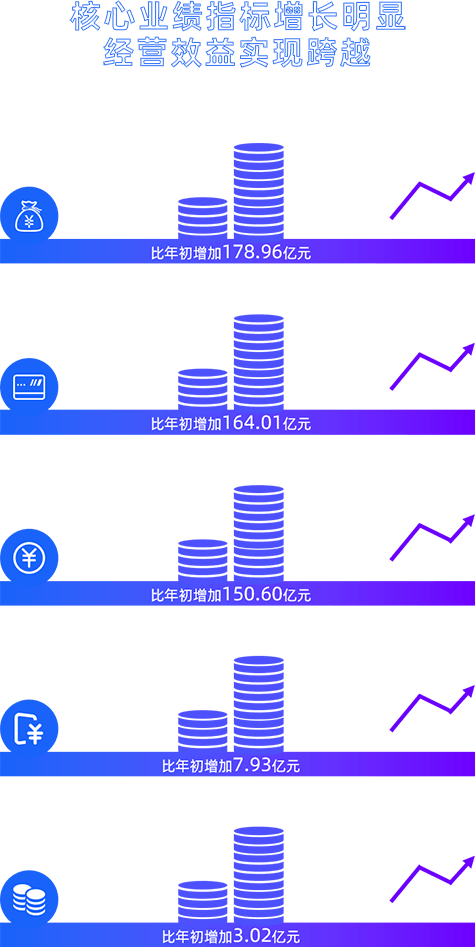 核心业绩指标增长明显
经营效益实现跨越
比年初增加178.96亿元
比年初增加164.01亿元
比年初增加150.60亿元
比年初增加7.93亿元
比年初增加3.02亿元